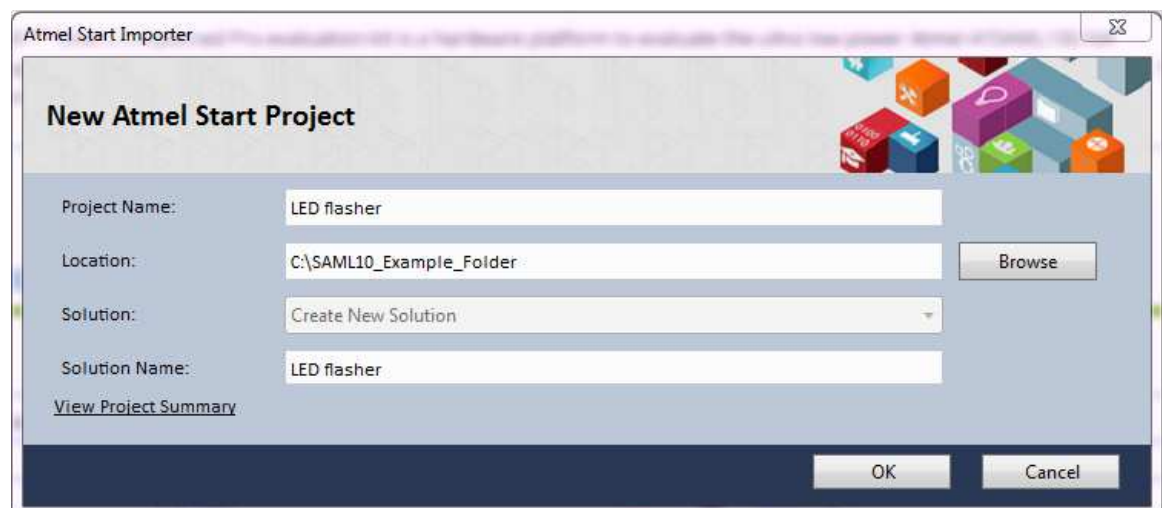 Atmel Start Importer
New Atmel Start Project
Project Name:
LED flasher
Location:
C:\SAML10_Example_Folder
Browse
Solution:
Create New Solution
Solution Name:
LED flasher
View Project Summary
OK
Cancel